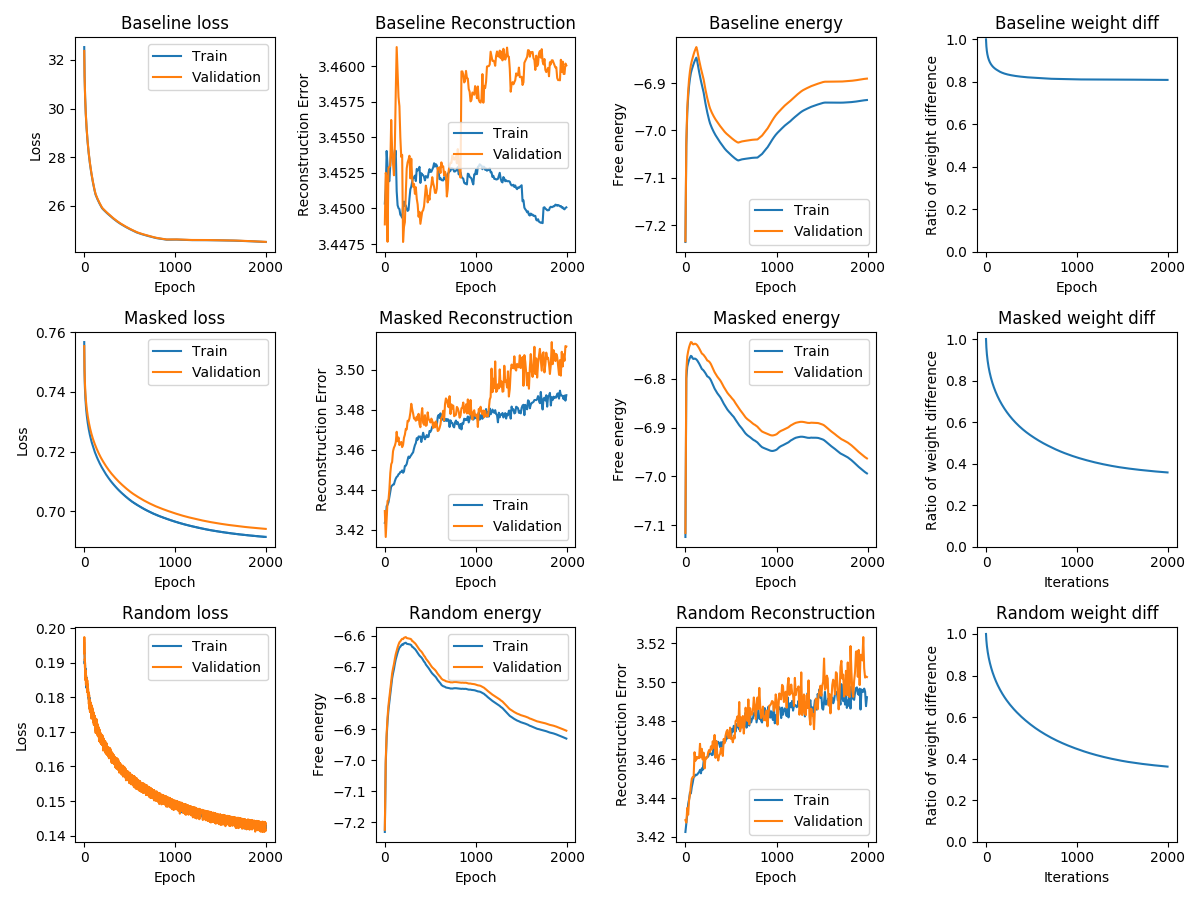 Baseline loss
32
30
28
26
Loss
Train
Validation
0
1000
2000
Epoch
Baseline Reconstruction
3.4600
3.4575
3.4550
3.4525
3.4500
3.4475
Reconstruction Error
Train
Validation
0
1000
2000
Epoch
Baseline energy
−6.9
−7.0
−7.1
−7.2
Free energy
Train
Validation
0
1000
2000
Epoch
Baseline weight diff
1.0
0.8
0.6
0.4
0.2
0.0
Ratio of weight difference
0
1000
2000
Epoch
Masked loss
0.76
0.74
0.72
0.70
Loss
Train
Validation
0
1000
2000
Epoch
Masked Reconstruction
3.50
3.48
3.46
3.44
3.42
Reconstruction Error
Train
Validation
0
1000
2000
Epoch
Masked energy
−6.8
−6.9
−7.0
−7.1
Free energy
Train
Validation
0
1000
2000
Epoch
Masked weight diff
1.0
0.8
0.6
0.4
0.2
0.0
Ratio of weight difference
0
1000
2000
Iterations
Random loss
0.20
0.19
0.18
0.17
0.16
0.15
0.14
Loss
Train
Validation
0
1000
2000
Epoch
Random energy
−6.6
−6.7
−6.8
−6.9
−7.0
−7.1
−7.2
Free energy
Train
Validation
0
1000
2000
Epoch
Random Reconstruction
3.52
3.50
3.48
3.46
3.44
3.42
Reconstruction Error
Train
Validation
0
1000
2000
Epoch
Random weight diff
1.0
0.8
0.6
0.4
0.2
0.0
Ratio of weight difference
0
1000
2000
Iterations